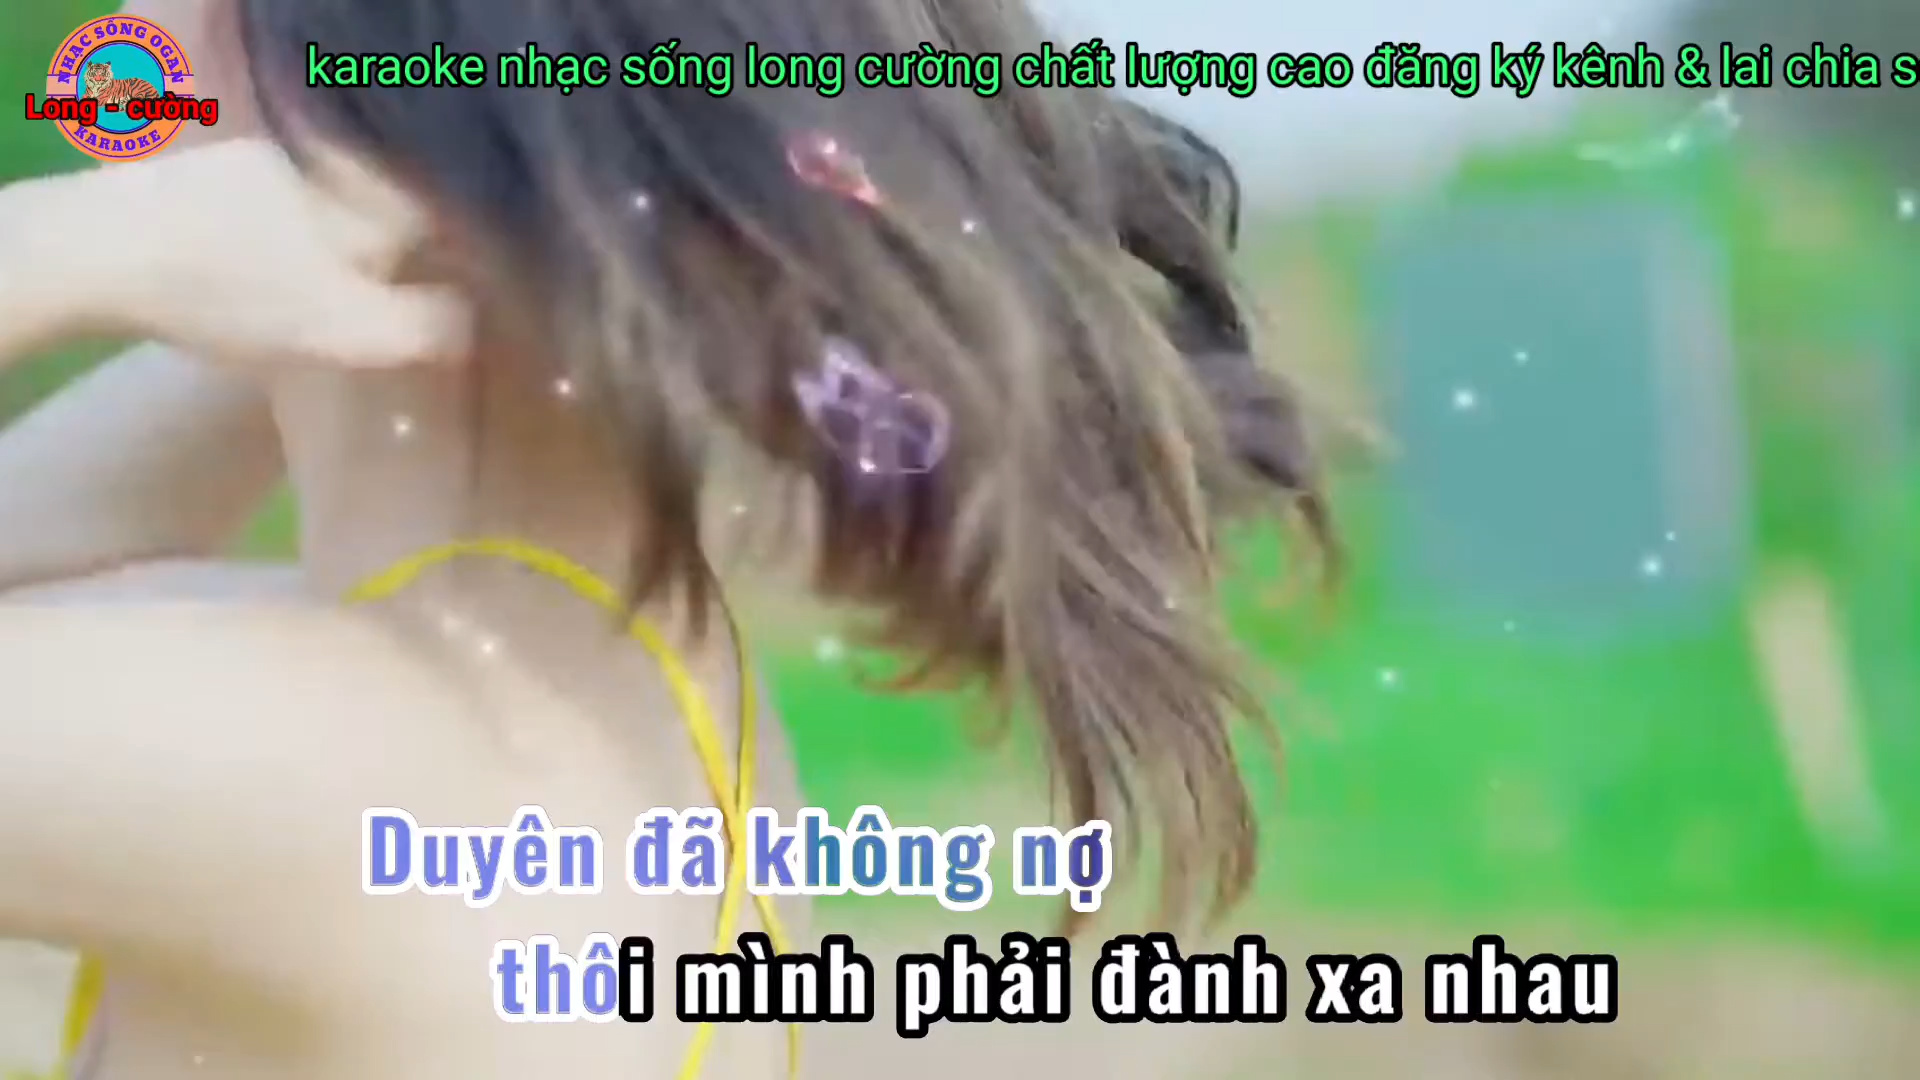 NHẠC SỐNG OGAN
Long - cường
KARAOKE
karaoke nhạc sống long cường chất lượng cao đăng ký kênh & lai chia s
Duyên đã không nợ
thôi mình phải đành xa nhau